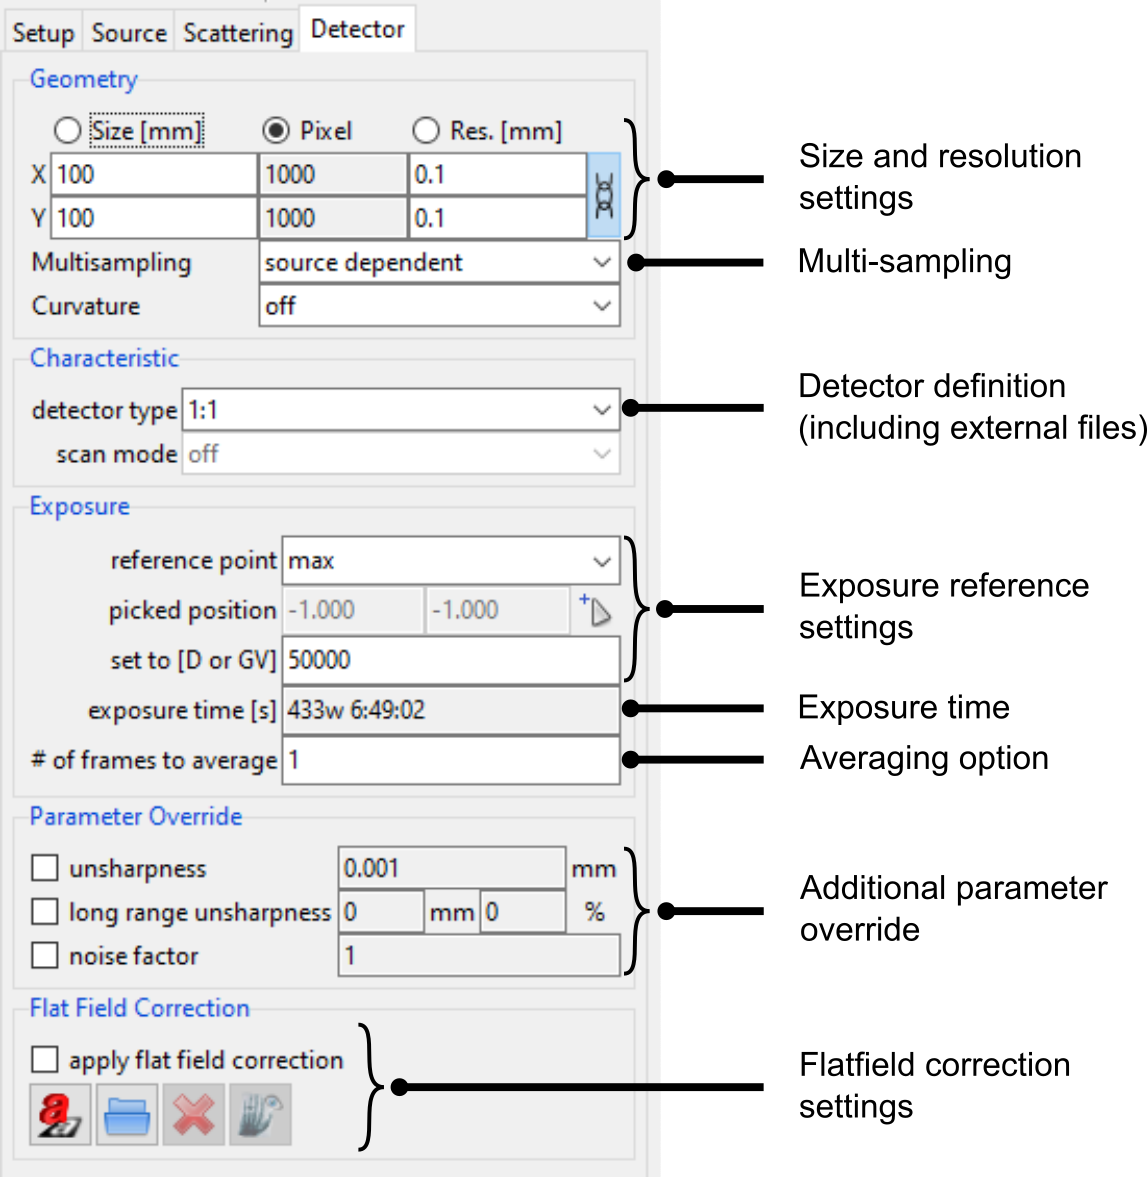 Setup Source Scattering Detector
Geometry
Size [mm] Pixel Res. [mm]
X 100 1000 0.1
Y 100 1000 0.1
Size and resolution
settings
Multisampling source dependent
Multi-sampling
Curvature off
Characteristic
detector type 1:1
Detector definition
(including external files)
scan mode off
Exposure
reference point max
picked position -1.000 -1.000
set to [D or GV] 50000
Exposure reference
settings
exposure time [s] 433w 6:49:02
Exposure time
# of frames to average 1
Averaging option
Parameter Override
unsharpness 0.001 mm
long range unsharpness 0 mm 0 %
noise factor 1
Additional parameter
override
Flat Field Correction
apply flat field correction
a
Flatfield correction
settings